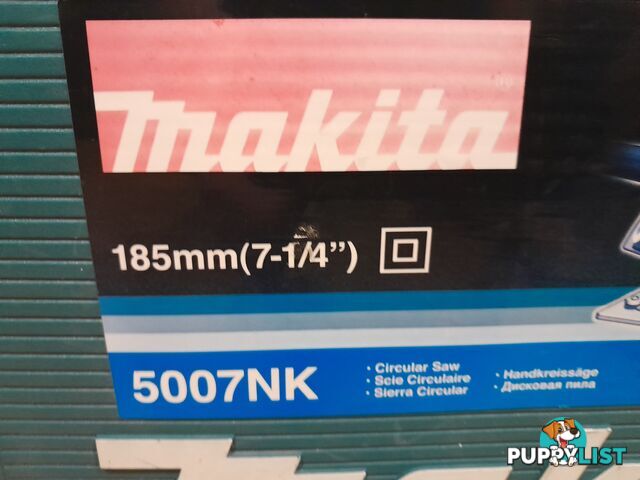 makita
185mm(7-1/4")
5007NK
· Circular Saw
· Scie Circulaire
· Sierra Circular
· Handkreissäge
· Дисковая пила
PUPPYLIST